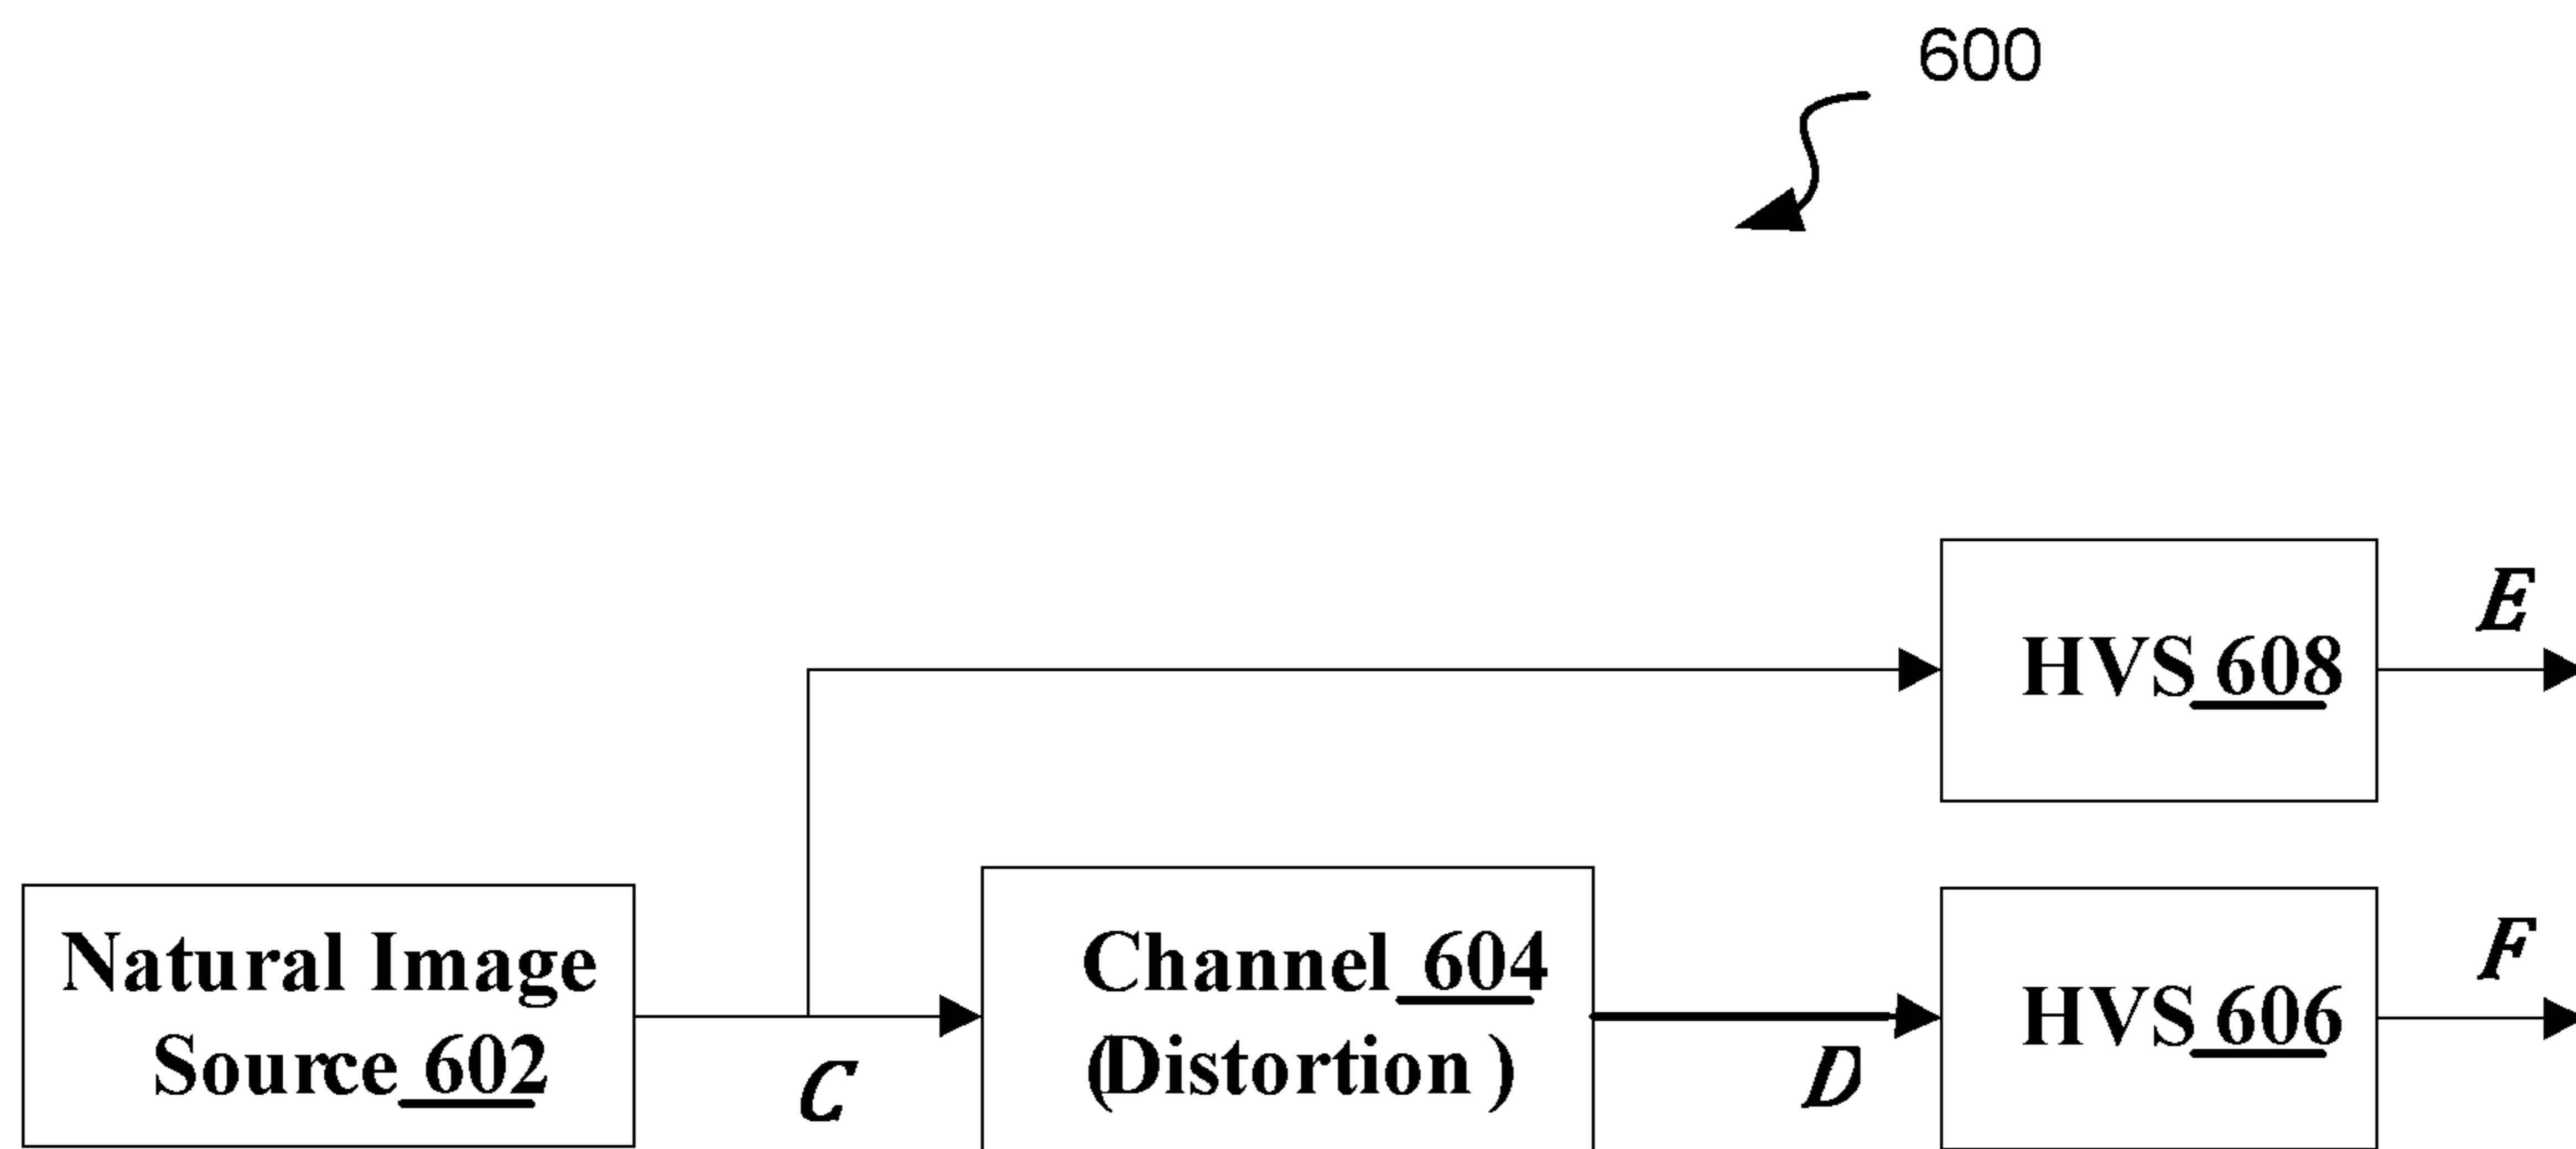 600
HVS 608
E
Natural Image
Source 602
C
Channel 604
(Distortion)
D
HVS 606
F